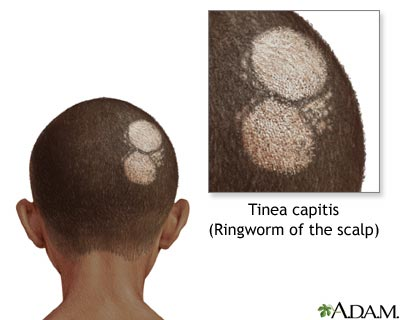 Tinea capitis
(Ringworm of the scalp)
A.D.A.M.